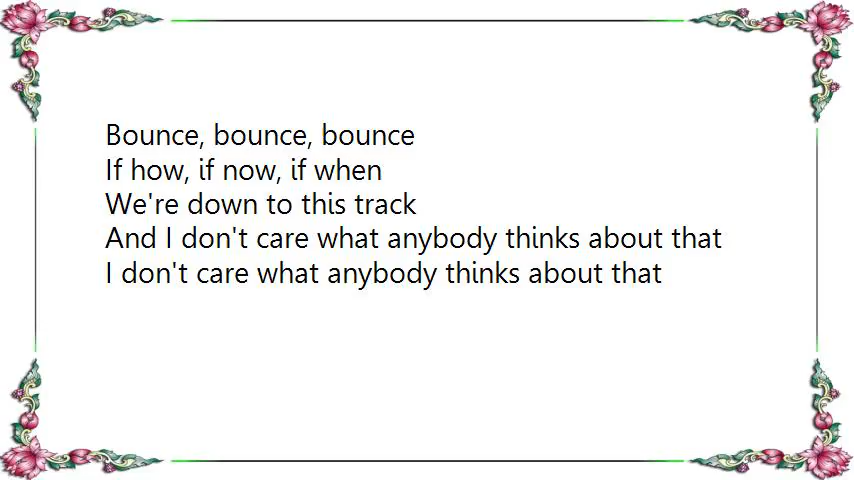 Bounce, bounce, bounce
If how, if now, if when
We're down to this track
And I don't care what anybody thinks about that
I don't care what anybody thinks about that